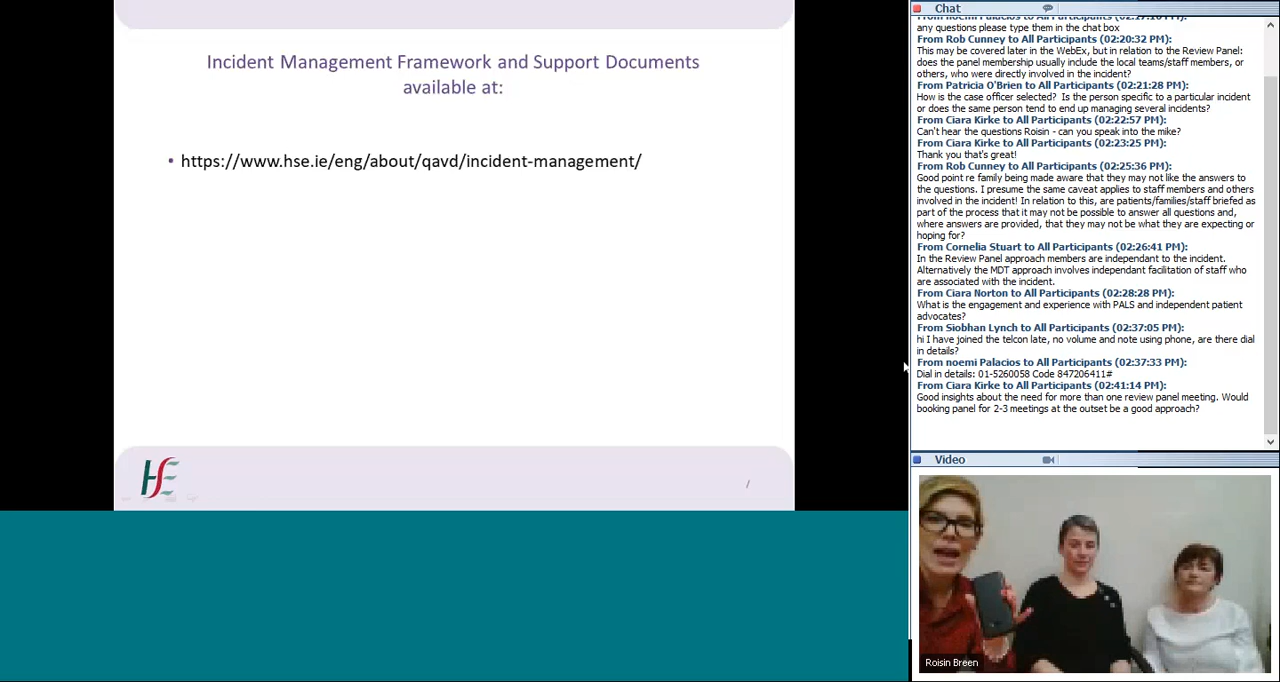 Incident Management Framework and Support Documents
available at:
• https://www.hse.ie/eng/about/qavd/incident-management/
HSE
/
Chat
any questions please type them in the chat box
From Rob Cunney to All Participants (02:20:32 PM):
This may be covered later in the WebEx, but in relation to the Review Panel:
does the panel membership usually include the local teams/staff members, or
others, who were directly involved in the incident?
From Patricia O'Brien to All Participants (02:21:28 PM):
How is the case officer selected? Is the person specific to a particular incident
or does the same person tend to end up managing several incidents?
From Ciara Kirke to All Participants (02:22:57 PM):
Can't hear the questions Roisin - can you speak into the mike?
From Ciara Kirke to All Participants (02:23:25 PM):
Thank you that's great!
From Rob Cunney to All Participants (02:25:36 PM):
Good point re family being made aware that they may not like the answers to
the questions. I presume the same caveat applies to staff members and others
involved in the incident! In relation to this, are patients/families/staff briefed as
part of the process that it may not be possible to answer all questions and,
where answers are provided, that they may not be what they are expecting or
hoping for?
From Cornelia Stuart to All Participants (02:26:41 PM):
In the Review Panel approach members are independant to the incident.
Alternatively the MDT approach involves independant facilitation of staff who
are associated with the incident.
From Ciara Norton to All Participants (02:28:28 PM):
What is the engagement and experience with PALS and independent patient
advocates?
From Siobhan Lynch to All Participants (02:37:05 PM):
hi I have joined the telcon late, no volume and note using phone, are there dial
in details?
From noemi Palacios to All Participants (02:37:33 PM):
Dial in details: 01-5260058 Code 847206411#
From Ciara Kirke to All Participants (02:41:14 PM):
Good insights about the need for more than one review panel meeting. Would
booking panel for 2-3 meetings at the outset be a good approach?
Video
Roisin Breen